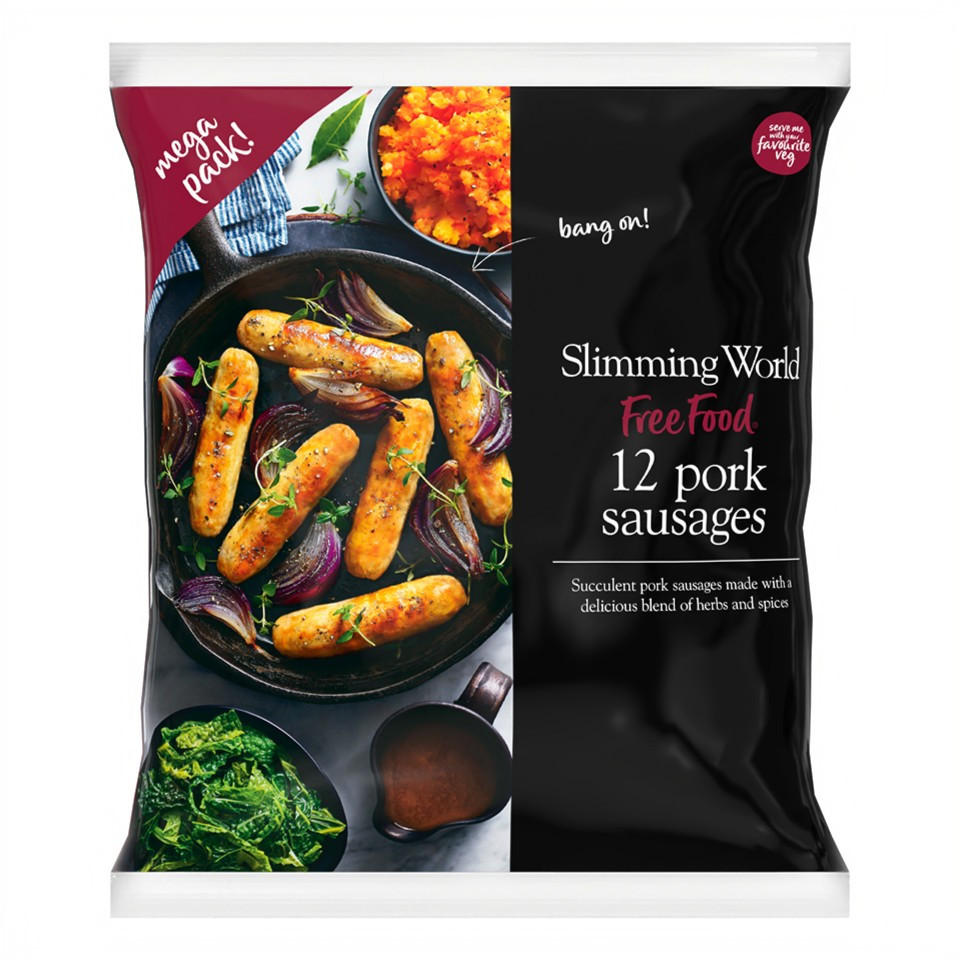 mega
pack!
serve me
with your
favourite
veg
bang on!
Slimming World
Free Food®
12 pork
sausages
Succulent pork sausages made with a
delicious blend of herbs and spices